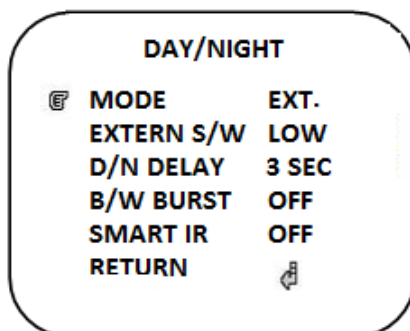 DAY/NIGHT
MODE EXT.
EXTERN S/W LOW
D/N DELAY 3 SEC
B/W BURST OFF
SMART IR OFF
RETURN